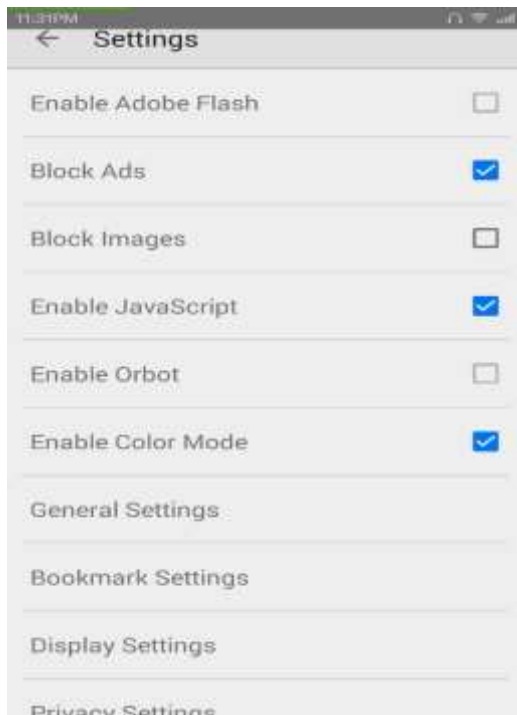 11:31PM
Settings
Enable Adobe Flash
Block Ads
Block Images
Enable JavaScript
Enable Orbot
Enable Color Mode
General Settings
Bookmark Settings
Display Settings
Privacy Settings